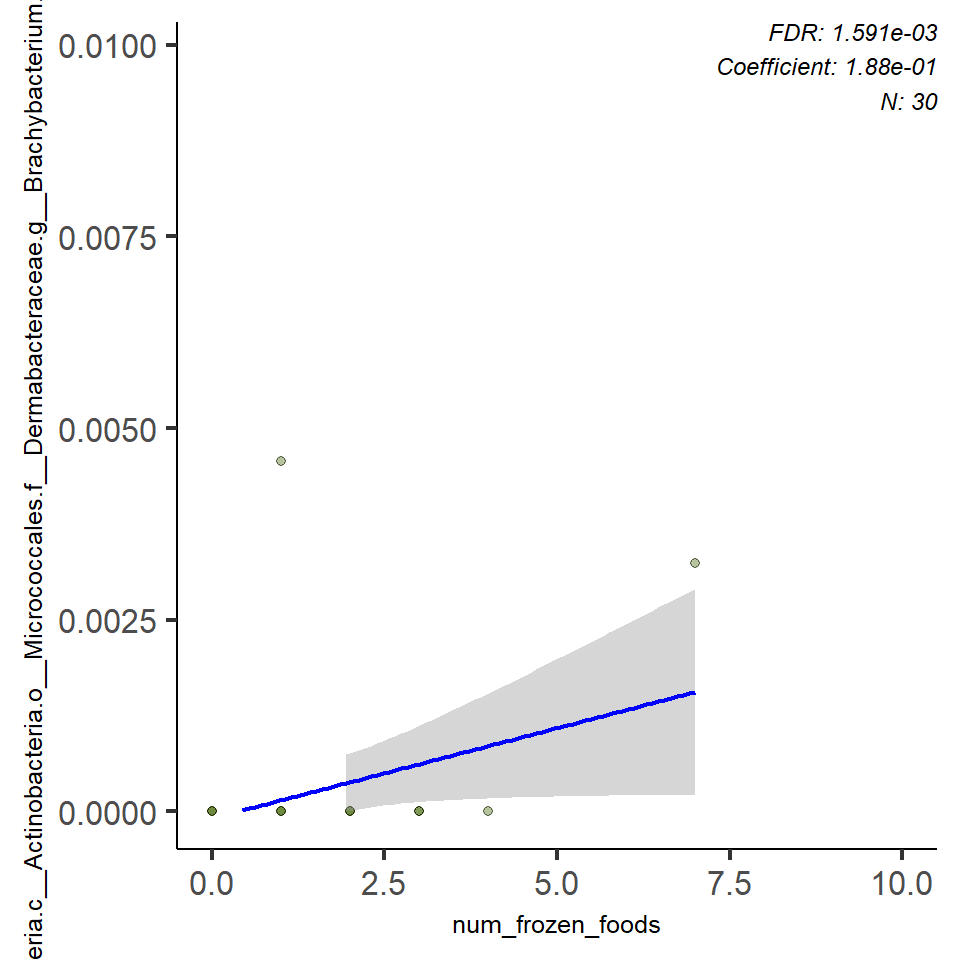 FDR: 1.591e-03
Coefficient: 1.88e-01
N: 30
eria.c__Actinobacteria.o__Micrococcales.f__Dermabacteraceae.g__Brachybacterium.
0.0100
0.0075
0.0050
0.0025
0.0000
0.0 2.5 5.0 7.5 10.0
num_frozen_foods